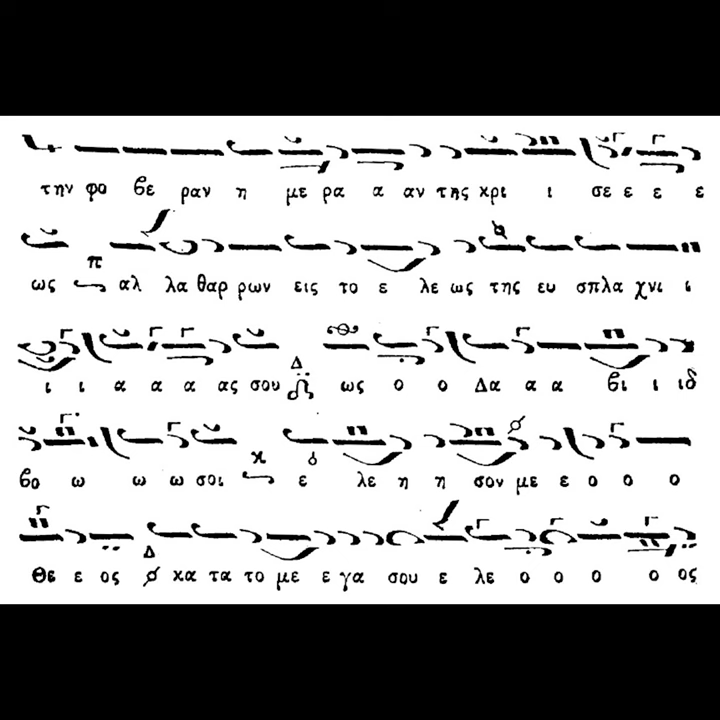 την φο βε ραν η με ρα α αν της κρι ι σε ε ε ε
ως π αλ λα θαρ ρων εις το ε λε ως της ευ σπλα χνι ι
ι ι α α α ας σου Δ ως ο ο Δα α α βι ι ιδ
βο ω ω ω σοι κ ε λε η η σον με ε ο ο ο
Θε ε ος Δ κα τα το με ε γα σου ε λε ο ο ο ο ος